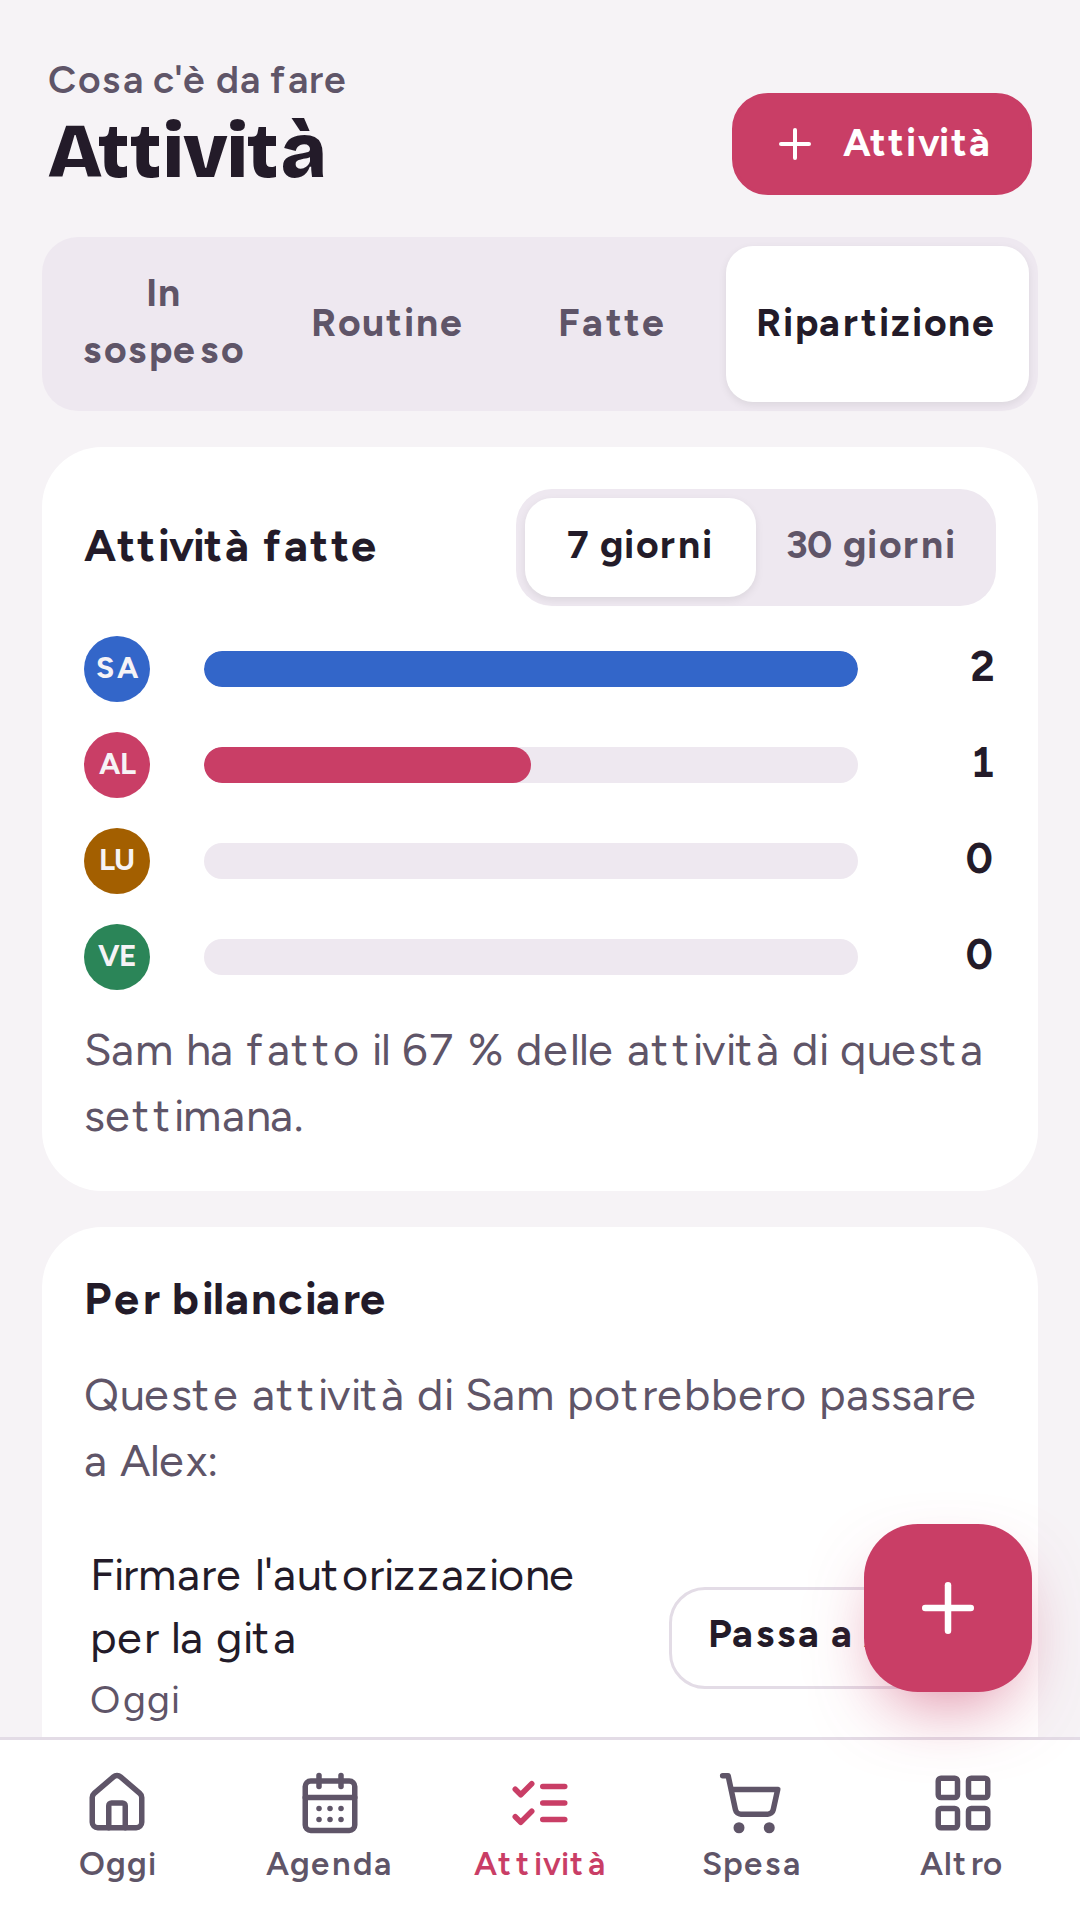 Cosa c'è da fare
Attività
Attività
In sospeso
Routine
Fatte
Ripartizione
Attività fatte
7 giorni
30 giorni
SA
2
AL
1
LU
0
VE
0
Sam ha fatto il 67 % delle attività di questa
settimana.
Per bilanciare
Queste attività di Sam potrebbero passare
a Alex:
Firmare l'autorizzazione
per la gita
Oggi
Passa a
Oggi
Agenda
Attività
Spesa
Altro